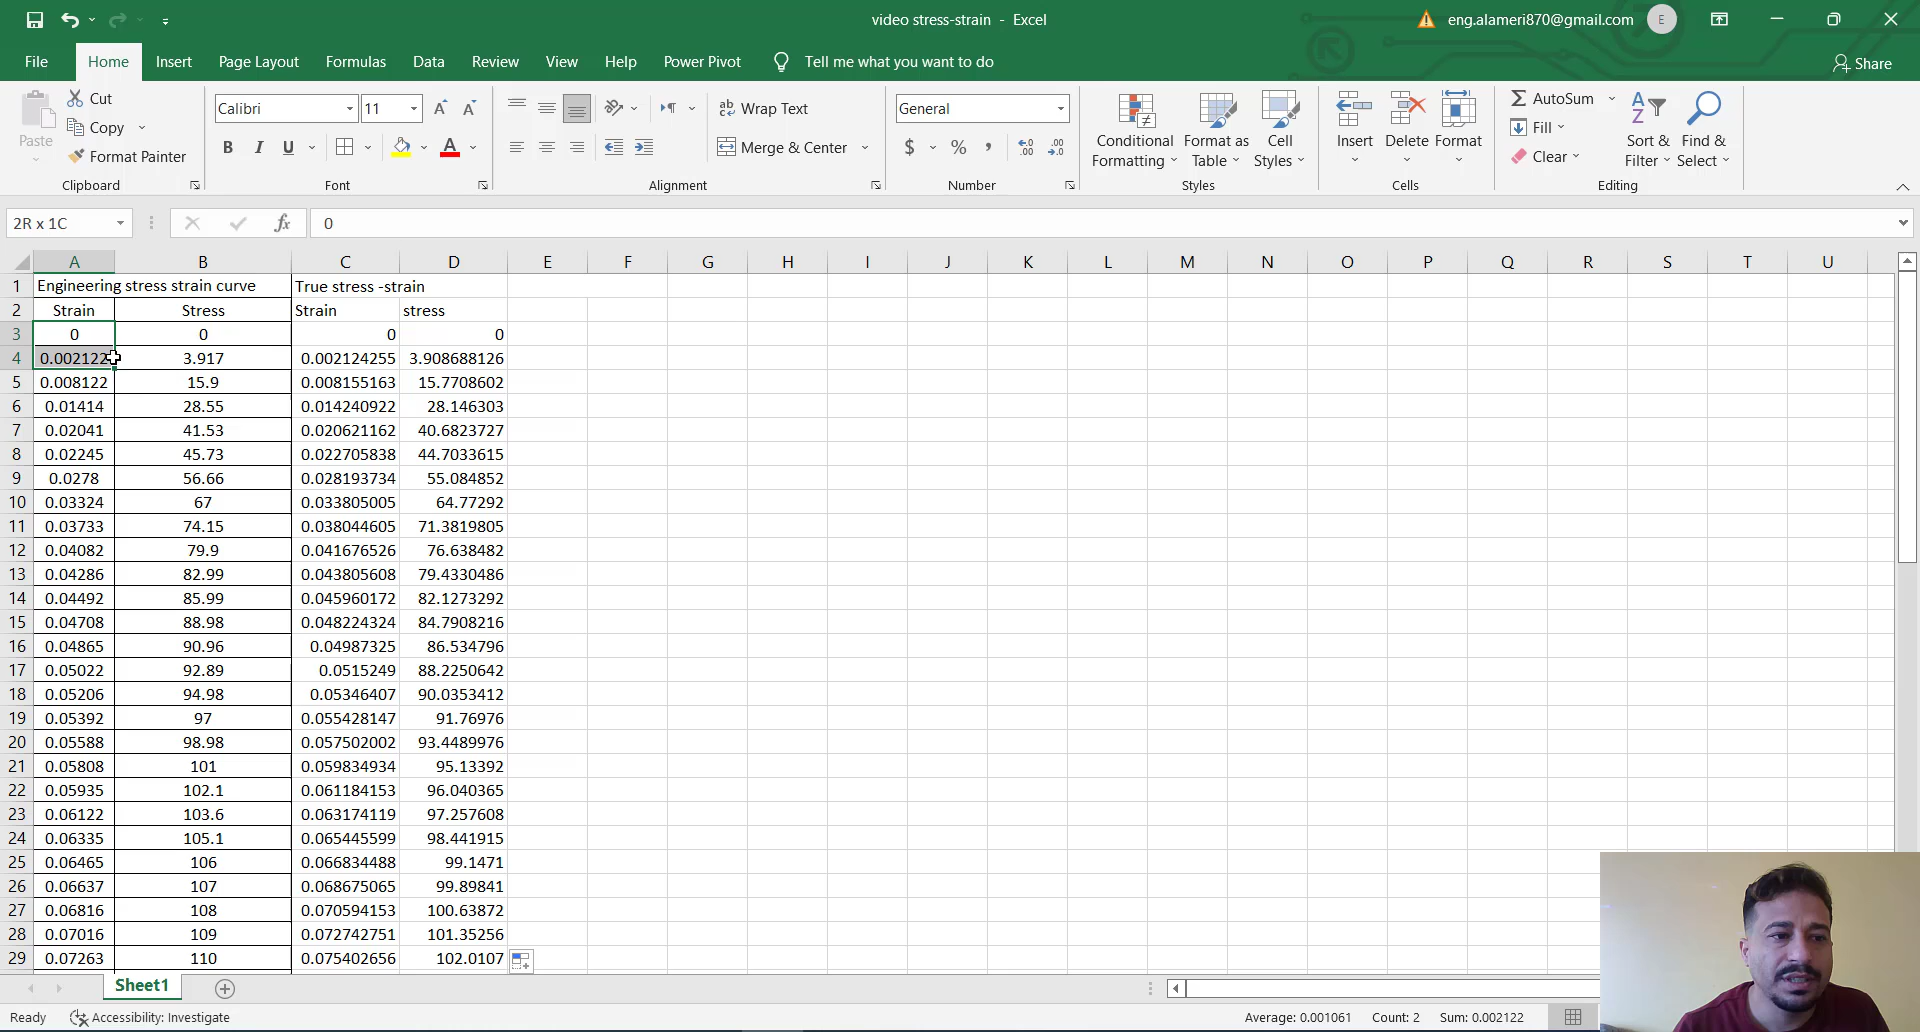 video stress-strain - Excel
eng.alameri870@gmail.com E
File Home Insert Page Layout Formulas Data Review View Help Power Pivot Tell me what you want to do Share
Paste
Cut
Copy
Format Painter
Clipboard
Calibri 11
B I U
Font
Wrap Text
Merge & Center
Alignment
General
$ % ,
Number
Conditional Formatting
Format as Table
Cell Styles
Styles
Insert Delete Format
Cells
AutoSum
Fill
Clear
Sort & Filter
Find & Select
Editing
2R x 1C fx 0
A B C D E F G H I J K L M N O P Q R S T U
1 Engineering stress strain curve True stress -strain
2 Strain Stress Strain stress
3 0 0 0 0
4 0.002122 3.917 0.002124255 3.908688126
5 0.008122 15.9 0.008155163 15.7708602
6 0.01414 28.55 0.014240922 28.146303
7 0.02041 41.53 0.020621162 40.6823727
8 0.02245 45.73 0.022705838 44.7033615
9 0.0278 56.66 0.028193734 55.084852
10 0.03324 67 0.033805005 64.77292
11 0.03733 74.15 0.038044605 71.3819805
12 0.04082 79.9 0.041676526 76.638482
13 0.04286 82.99 0.043805608 79.4330486
14 0.04492 85.99 0.045960172 82.1273292
15 0.04708 88.98 0.048224324 84.7908216
16 0.04865 90.96 0.04987325 86.534796
17 0.05022 92.89 0.0515249 88.2250642
18 0.05206 94.98 0.05346407 90.0353412
19 0.05392 97 0.055428147 91.76976
20 0.05588 98.98 0.057502002 93.4489976
21 0.05808 101 0.059834934 95.13392
22 0.05935 102.1 0.061184153 96.040365
23 0.06122 103.6 0.063174119 97.257608
24 0.06335 105.1 0.065445599 98.441915
25 0.06465 106 0.066834488 99.1471
26 0.06637 107 0.068675065 99.89841
27 0.06816 108 0.070594153 100.63872
28 0.07016 109 0.072742751 101.35256
29 0.07263 110 0.075402656 102.0107
Sheet1
Ready Accessibility: Investigate Average: 0.001061 Count: 2 Sum: 0.002122